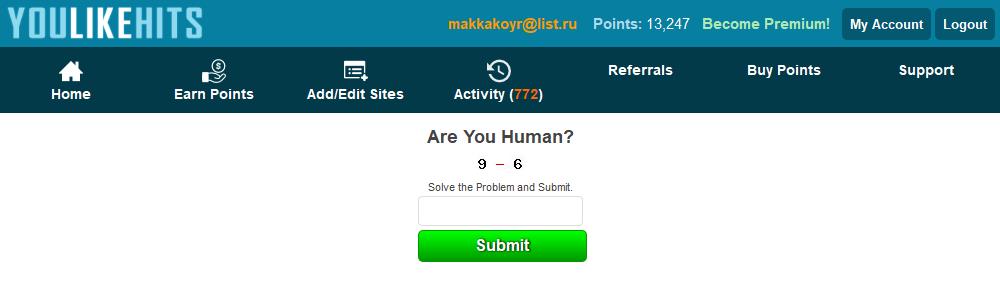 YOULIKEHITS
makkakoyr@list.ru Points: 13,247 Become Premium! My Account Logout
Home Earn Points Add/Edit Sites Activity (772) Referrals Buy Points Support
Are You Human?
9 - 6
Solve the Problem and Submit.
Submit